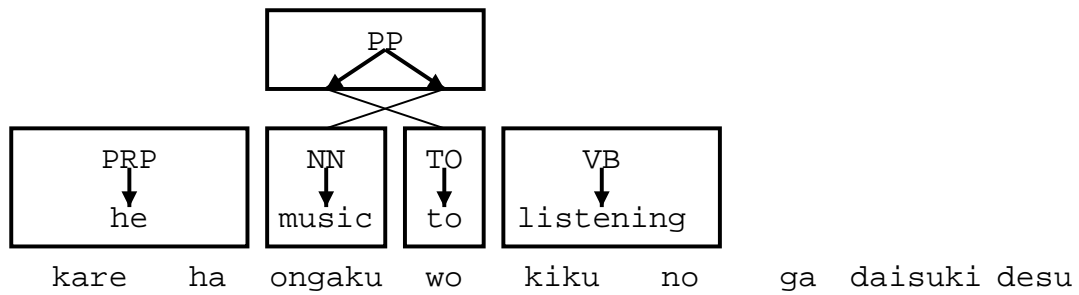 PP
PRP NN TO VB
he music to listening
kare ha ongaku wo kiku no ga daisuki desu